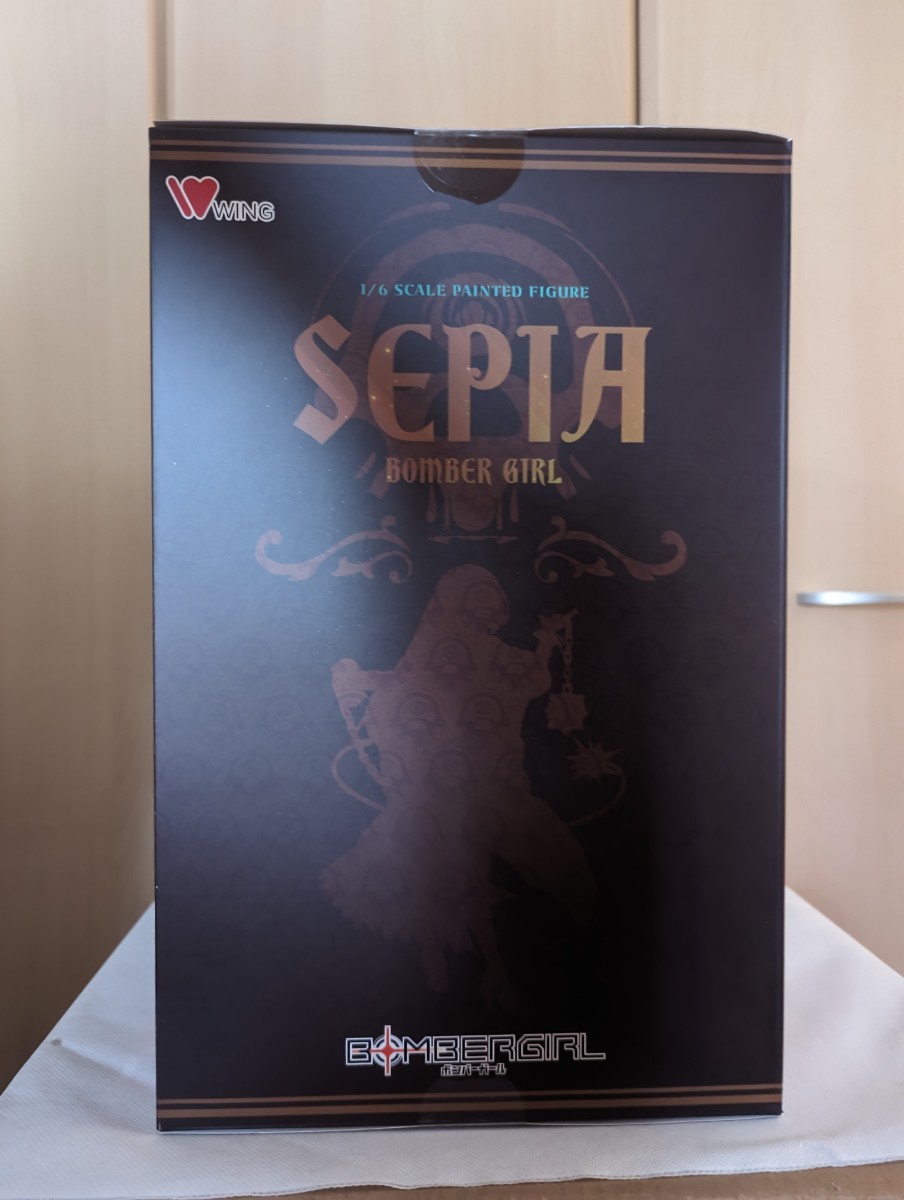 WING
1/6 SCALE PAINTED FIGURE
SEPIA
BOMBER GIRL
BOMBERGIRL
ボンバーガール